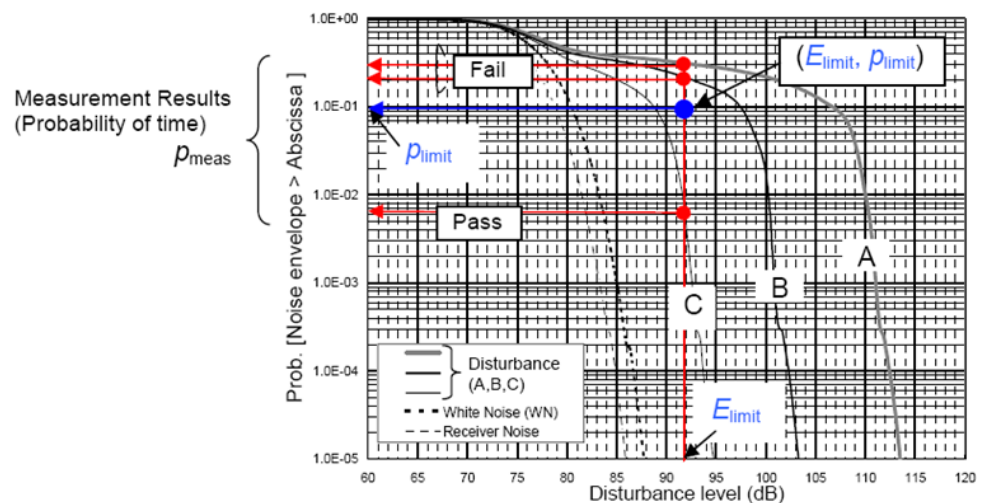 Measurement Results
(Probability of time)
pmeas
Prob. [Noise envelope > Abscissa]
1.0E+00
1.0E-01
1.0E-02
1.0E-03
1.0E-04
1.0E-05
Fail
(Elimit, plimit)
plimit
Pass
A
B
C
Disturbance
(A,B,C)
White Noise (WN)
Receiver Noise
Elimit
60 65 70 75 80 85 90 95 100 105 110 115 120
Disturbance level (dB)